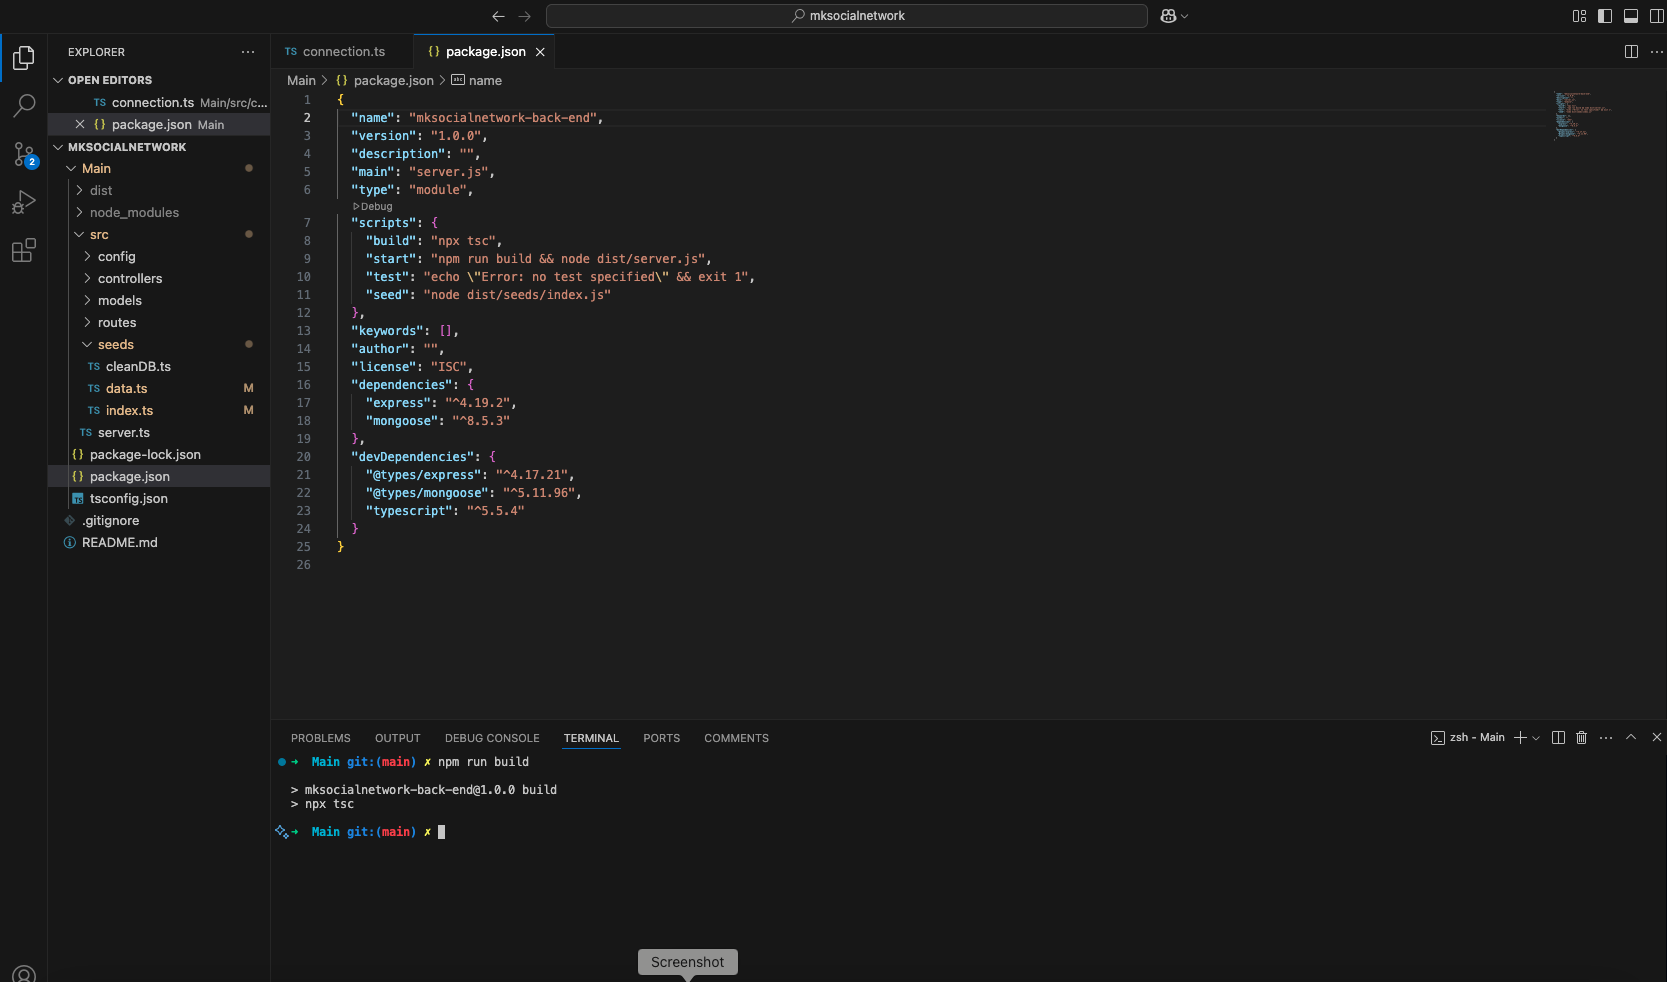 mksocialnetwork
EXPLORER
OPEN EDITORS
TS connection.ts Main/src/c...
{} package.json Main
MKSOCIALNETWORK
Main
dist
node_modules
src
config
controllers
models
routes
seeds
TS cleanDB.ts
TS data.ts M
TS index.ts M
TS server.ts
{} package-lock.json
{} package.json
TS tsconfig.json
.gitignore
README.md
2
TS connection.ts
{} package.json
Main > {} package.json > abc name
1 {
2 "name": "mksocialnetwork-back-end",
3 "version": "1.0.0",
4 "description": "",
5 "main": "server.js",
6 "type": "module",
Debug
7 "scripts": {
8 "build": "npx tsc",
9 "start": "npm run build && node dist/server.js",
10 "test": "echo \"Error: no test specified\" && exit 1",
11 "seed": "node dist/seeds/index.js"
12 },
13 "keywords": [],
14 "author": "",
15 "license": "ISC",
16 "dependencies": {
17 "express": "^4.19.2",
18 "mongoose": "^8.5.3"
19 },
20 "devDependencies": {
21 "@types/express": "^4.17.21",
22 "@types/mongoose": "^5.11.96",
23 "typescript": "^5.5.4"
24 }
25 }
26
PROBLEMS OUTPUT DEBUG CONSOLE TERMINAL PORTS COMMENTS
zsh - Main
➜ Main git:(main) ✗ npm run build
> mksocialnetwork-back-end@1.0.0 build
> npx tsc
➜ Main git:(main) ✗
Screenshot